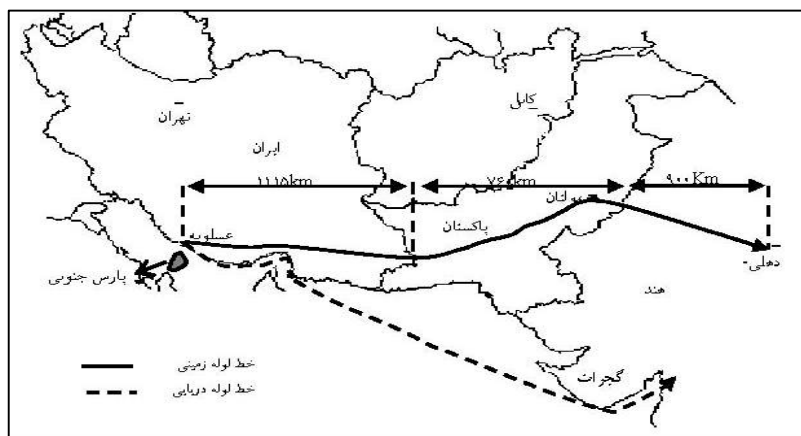 کابل
تهران
ایران
۱۱۱۵km
۷۶۰km
۹۰۰Km
مولتان
پاکستان
عسلویه
دهلی
پارس جنوبی
هند
گجرات
خط لوله زمینی
خط لوله دریایی